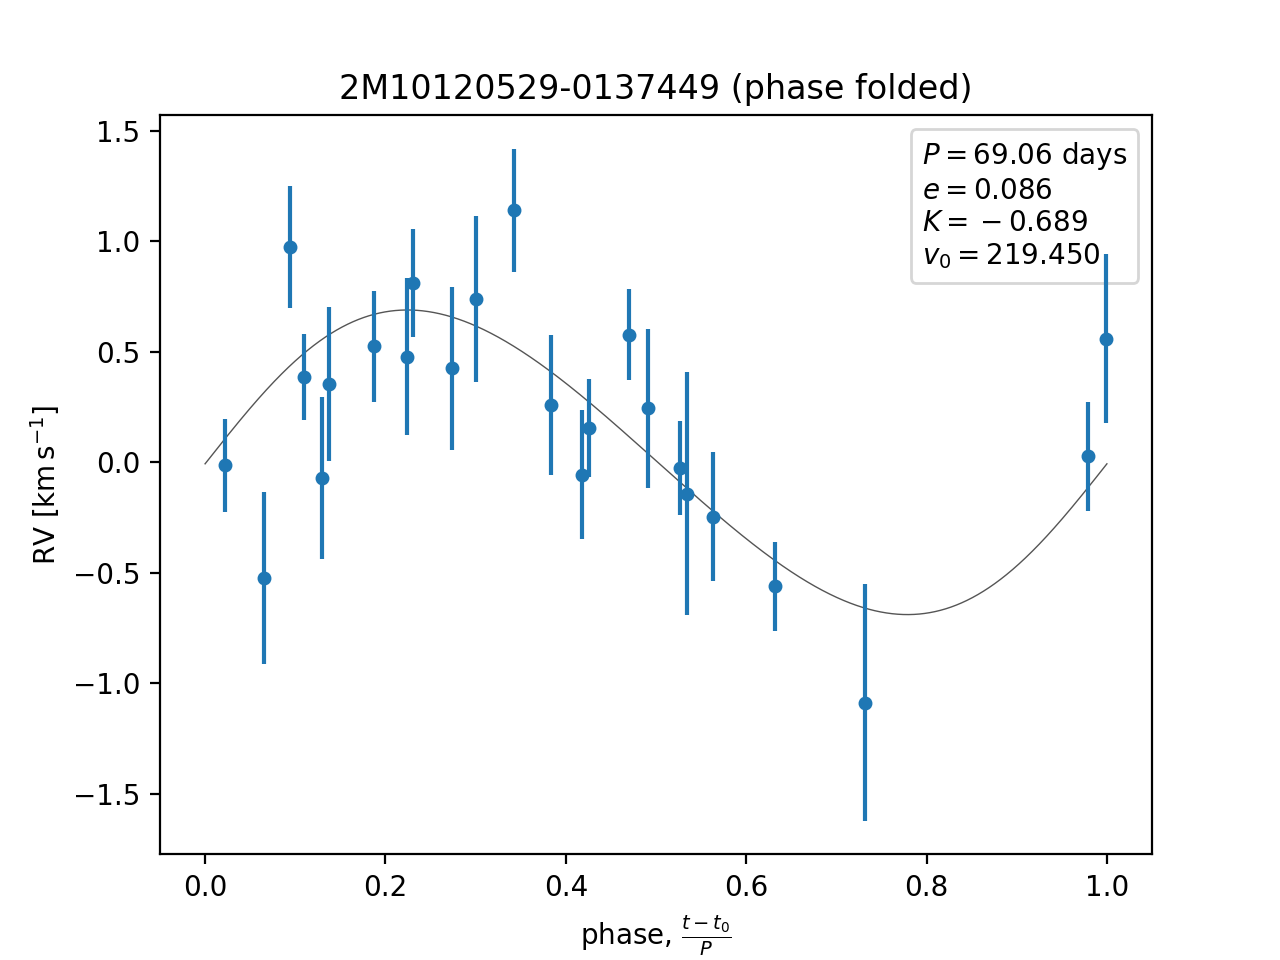 2M10120529-0137449 (phase folded)
P = 69.06 days
e = 0.086
K = −0.689
v₀ = 219.450
RV [km s⁻¹]
1.5
1.0
0.5
0.0
−0.5
−1.0
−1.5
0.0 0.2 0.4 0.6 0.8 1.0
phase, (t − t₀)/P